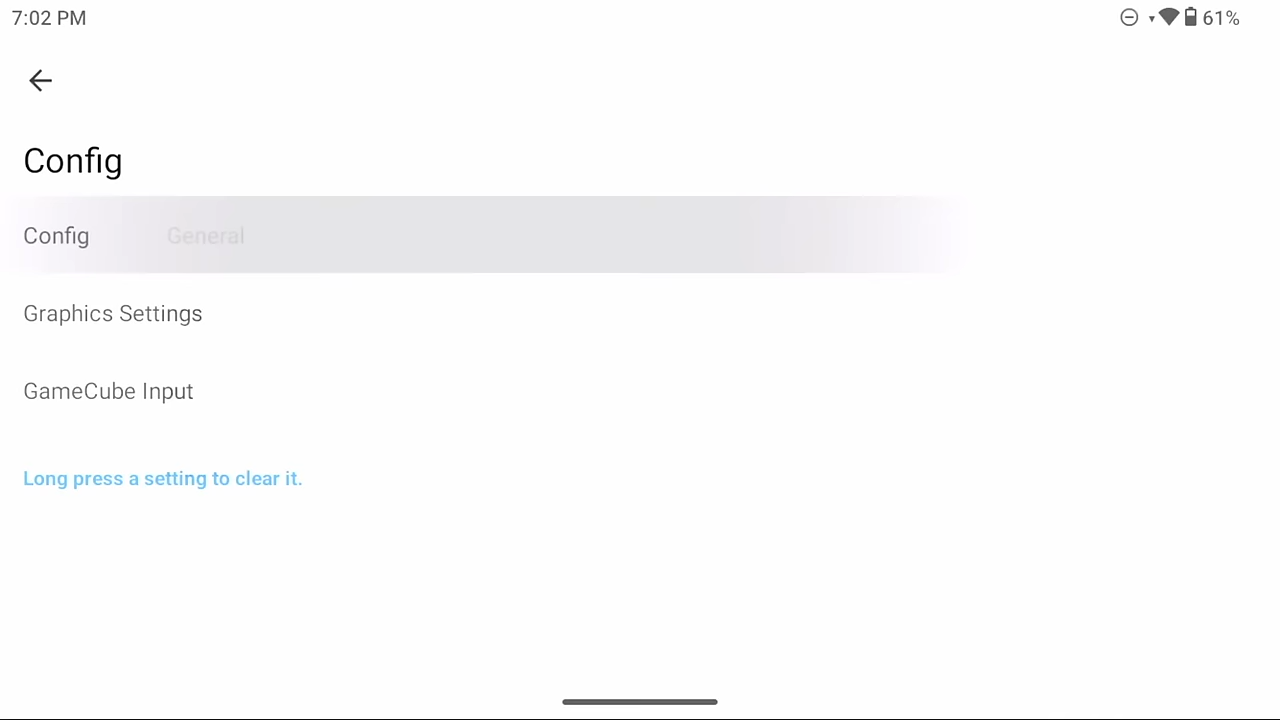 7:02 PM
61%
Config
Config General
Graphics Settings
GameCube Input
Long press a setting to clear it.